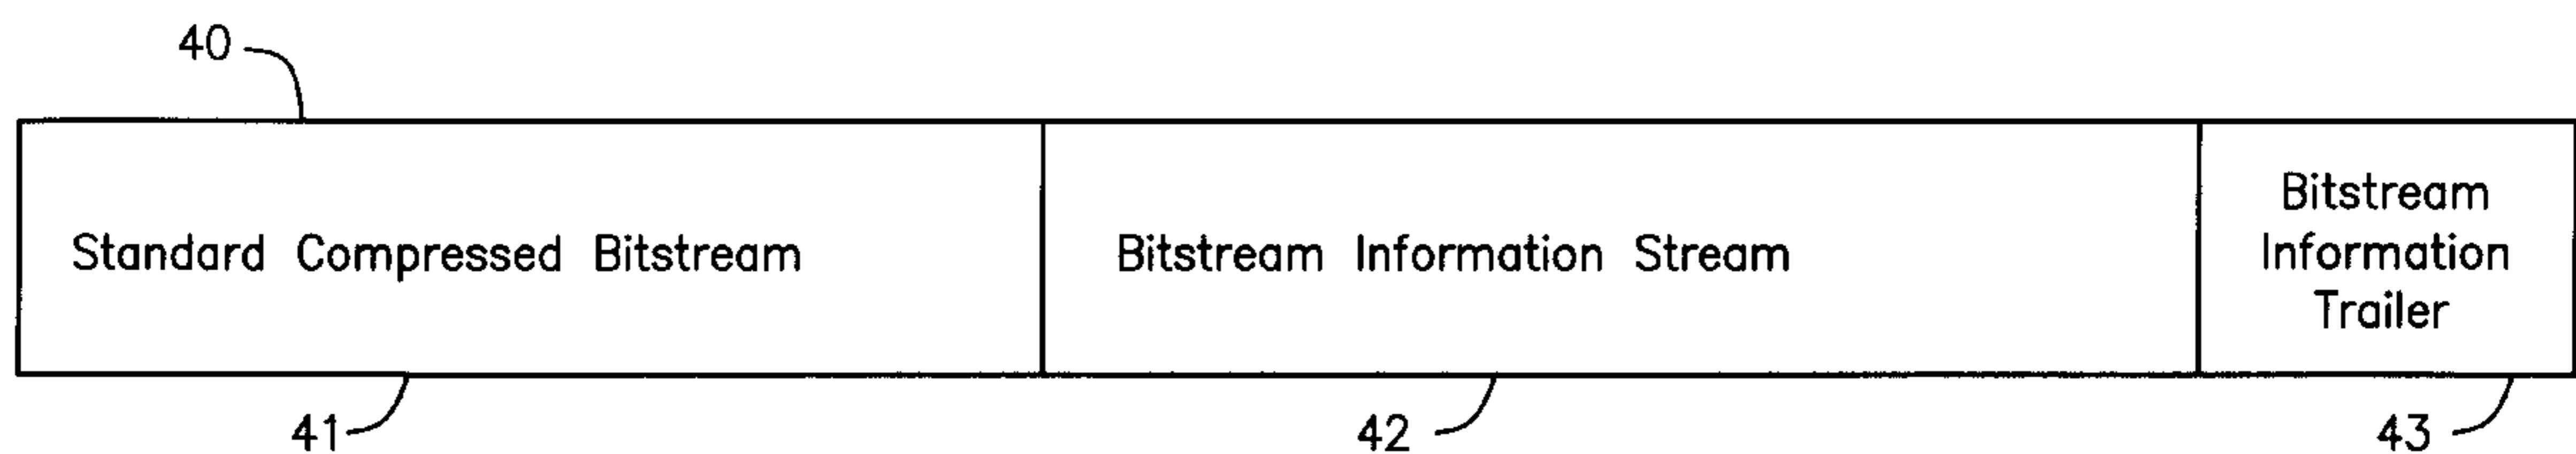 40
Standard Compressed Bitstream
Bitstream Information Stream
Bitstream
Information
Trailer
41
42
43